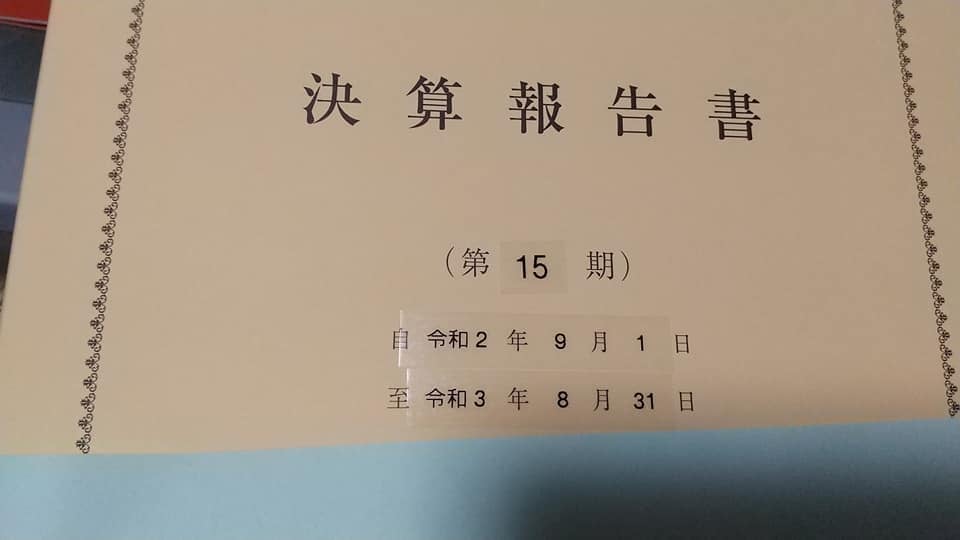 決算報告書
(第 15 期)
自 令和2 年 9 月 1 日
至 令和3 年 8 月 31 日